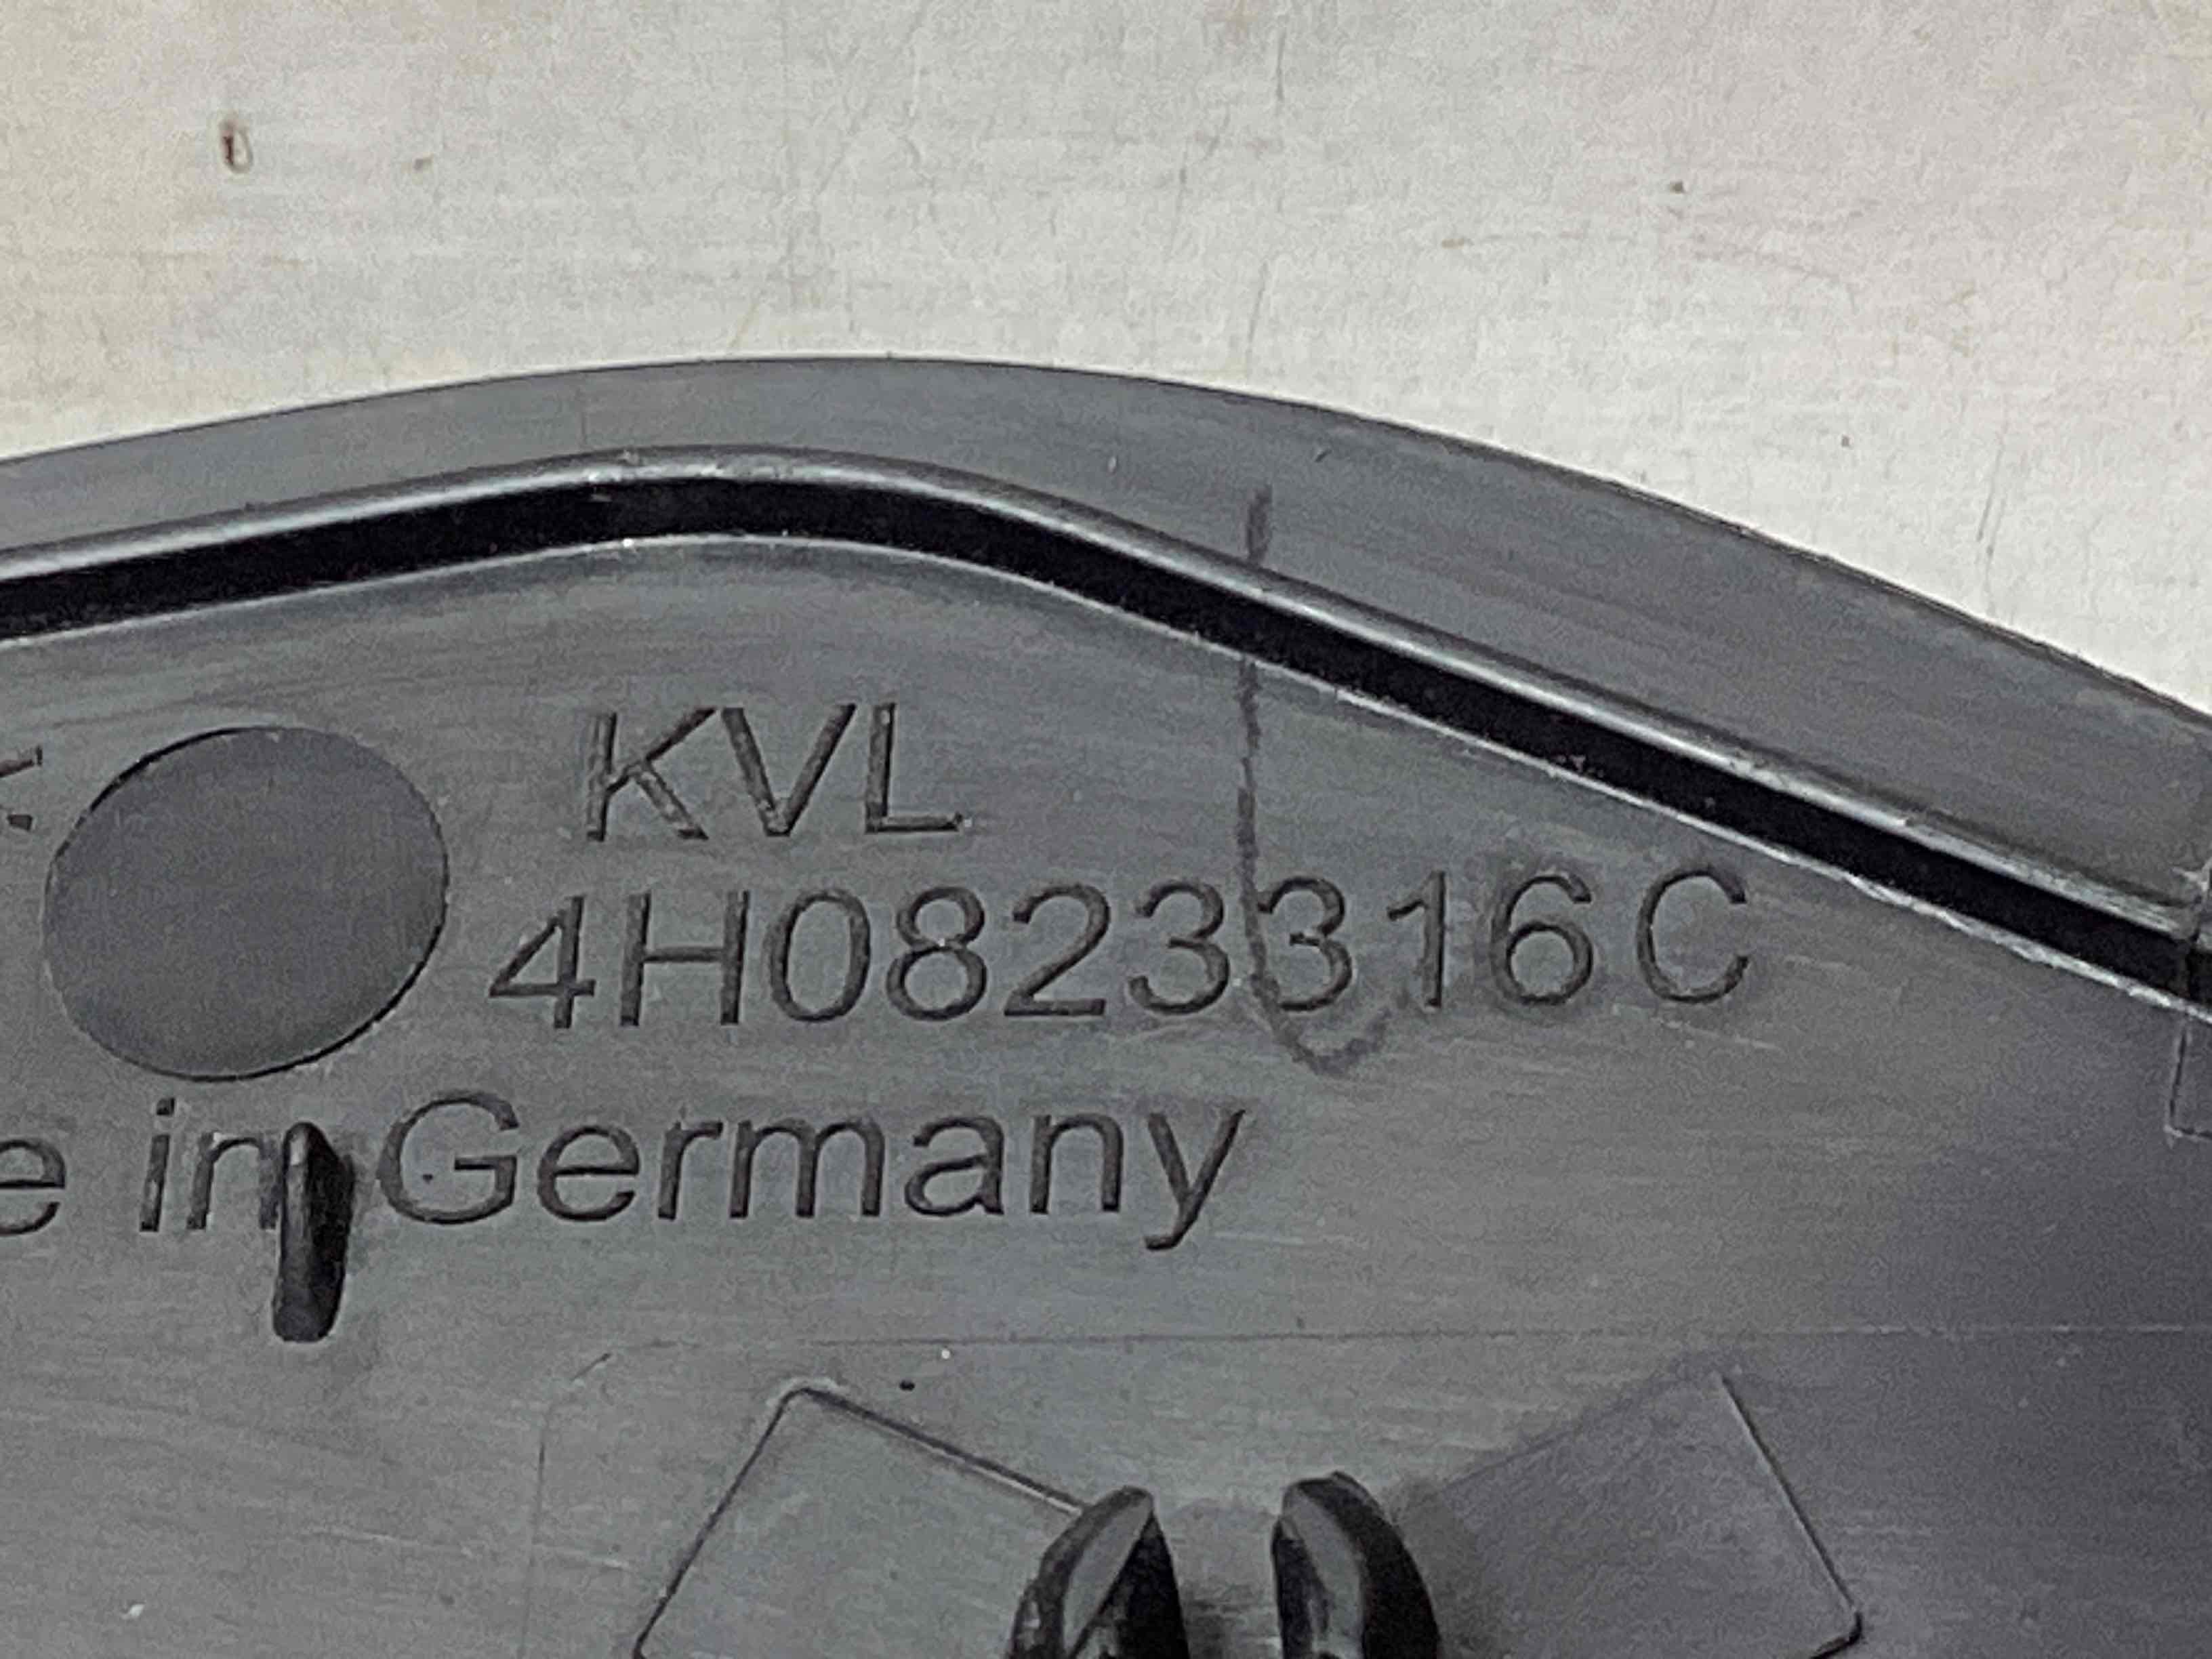 KVL
4H0823316C
e in Germany